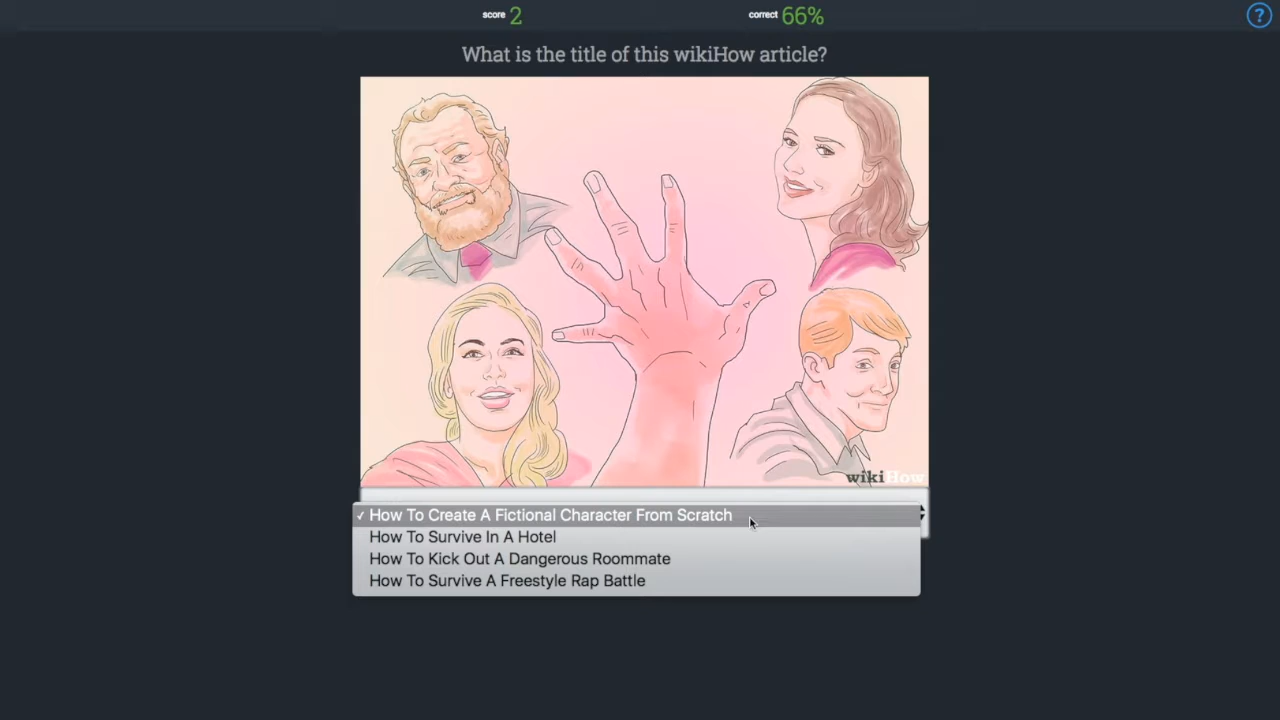 score 2
correct 66%
?
What is the title of this wikiHow article?
wikiHow
✓ How To Create A Fictional Character From Scratch
How To Survive In A Hotel
How To Kick Out A Dangerous Roommate
How To Survive A Freestyle Rap Battle